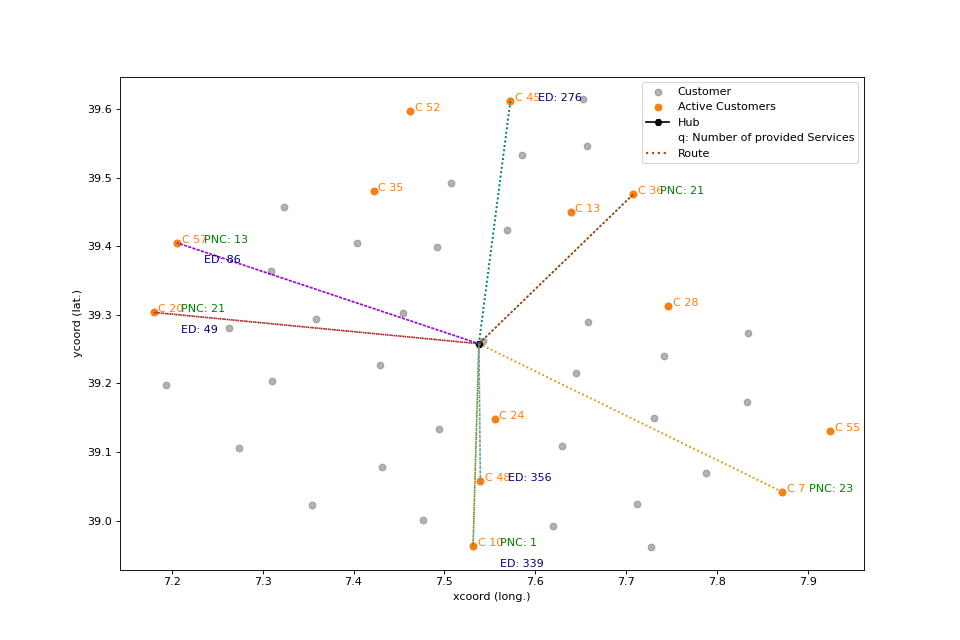 39.6
39.5
39.4
39.3
39.2
39.1
39.0
ycoord (lat.)
7.2
7.3
7.4
7.5
7.6
7.7
7.8
7.9
xcoord (long.)
Customer
Active Customers
Hub
q: Number of provided Services
Route
C 52
C 45
ED: 276
C 35
C 36
PNC: 21
C 13
C 57
PNC: 13
ED: 86
C 20
PNC: 21
ED: 49
C 28
C 24
C 55
C 48
ED: 356
C 7
PNC: 23
C 10
PNC: 1
ED: 339